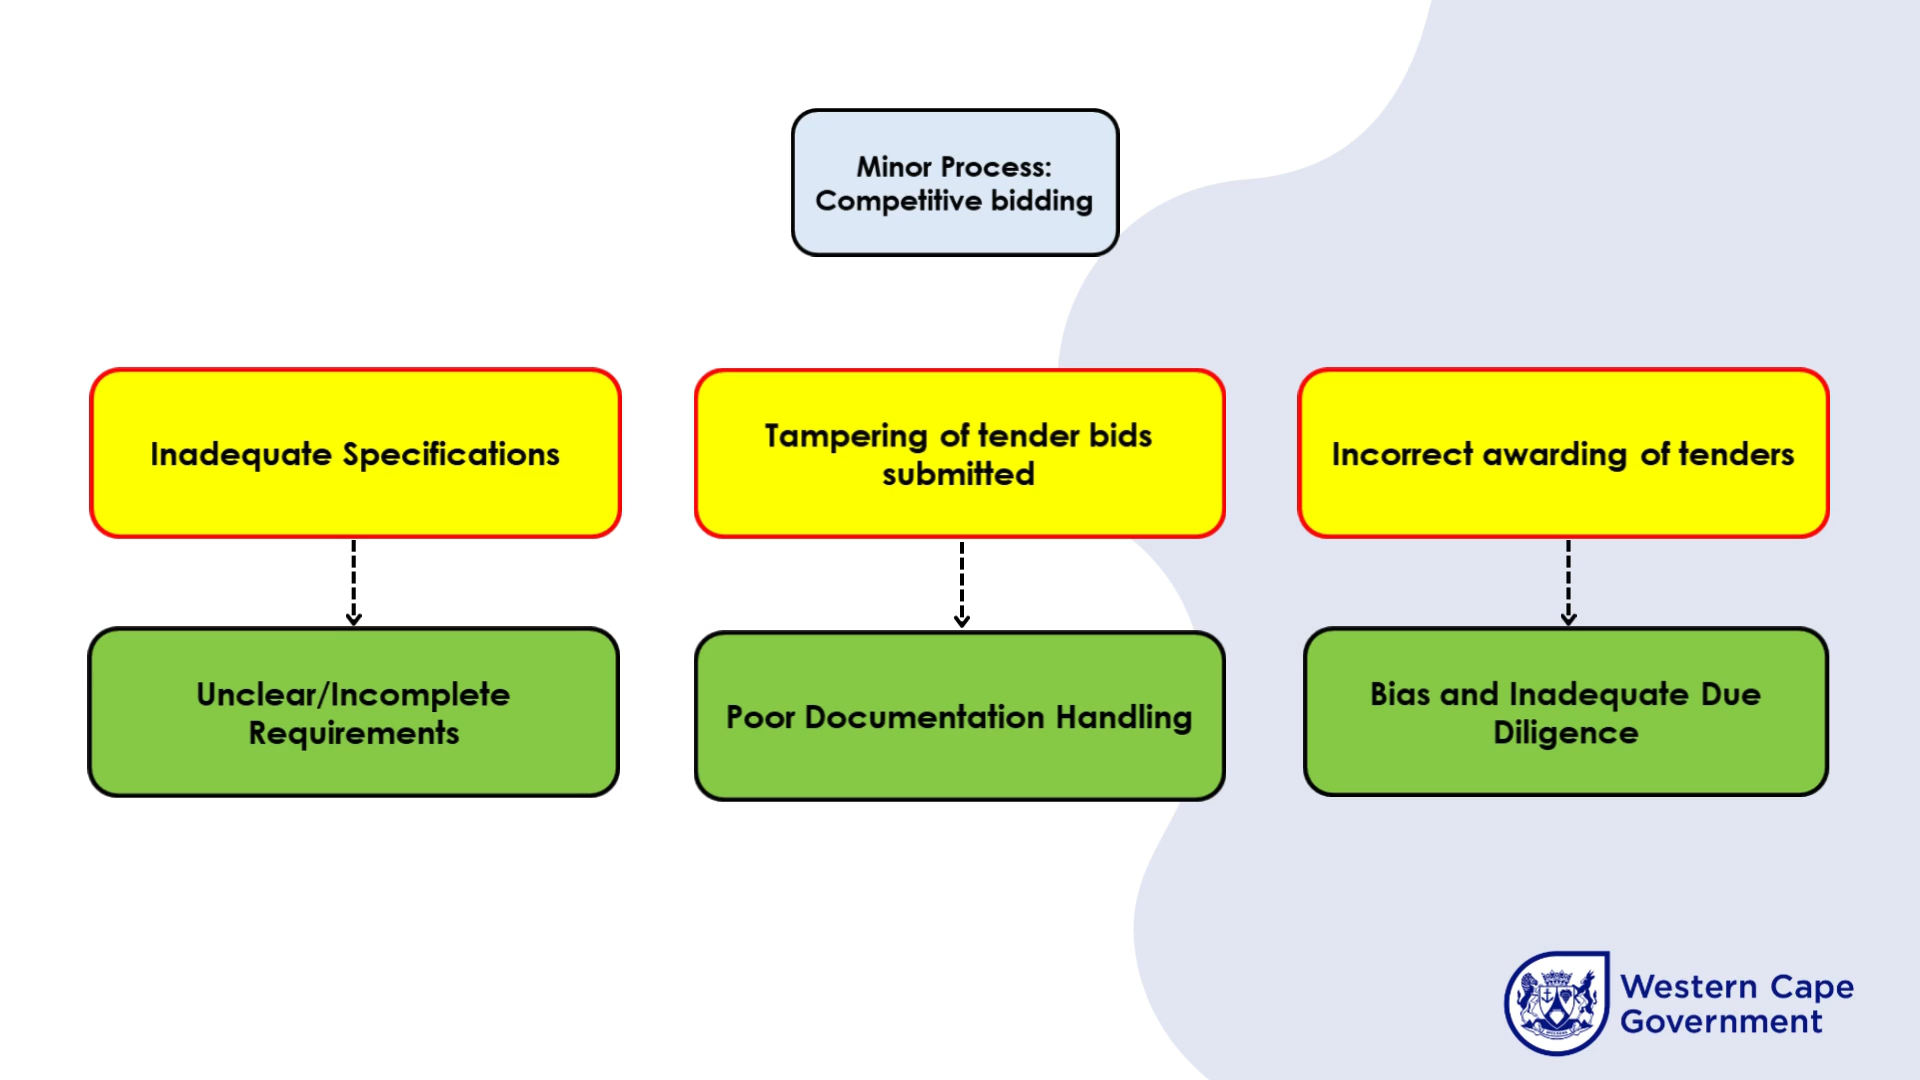 Minor Process:
Competitive bidding
Inadequate Specifications
Tampering of tender bids
submitted
Incorrect awarding of tenders
Unclear/Incomplete
Requirements
Poor Documentation Handling
Bias and Inadequate Due
Diligence
Western Cape
Government